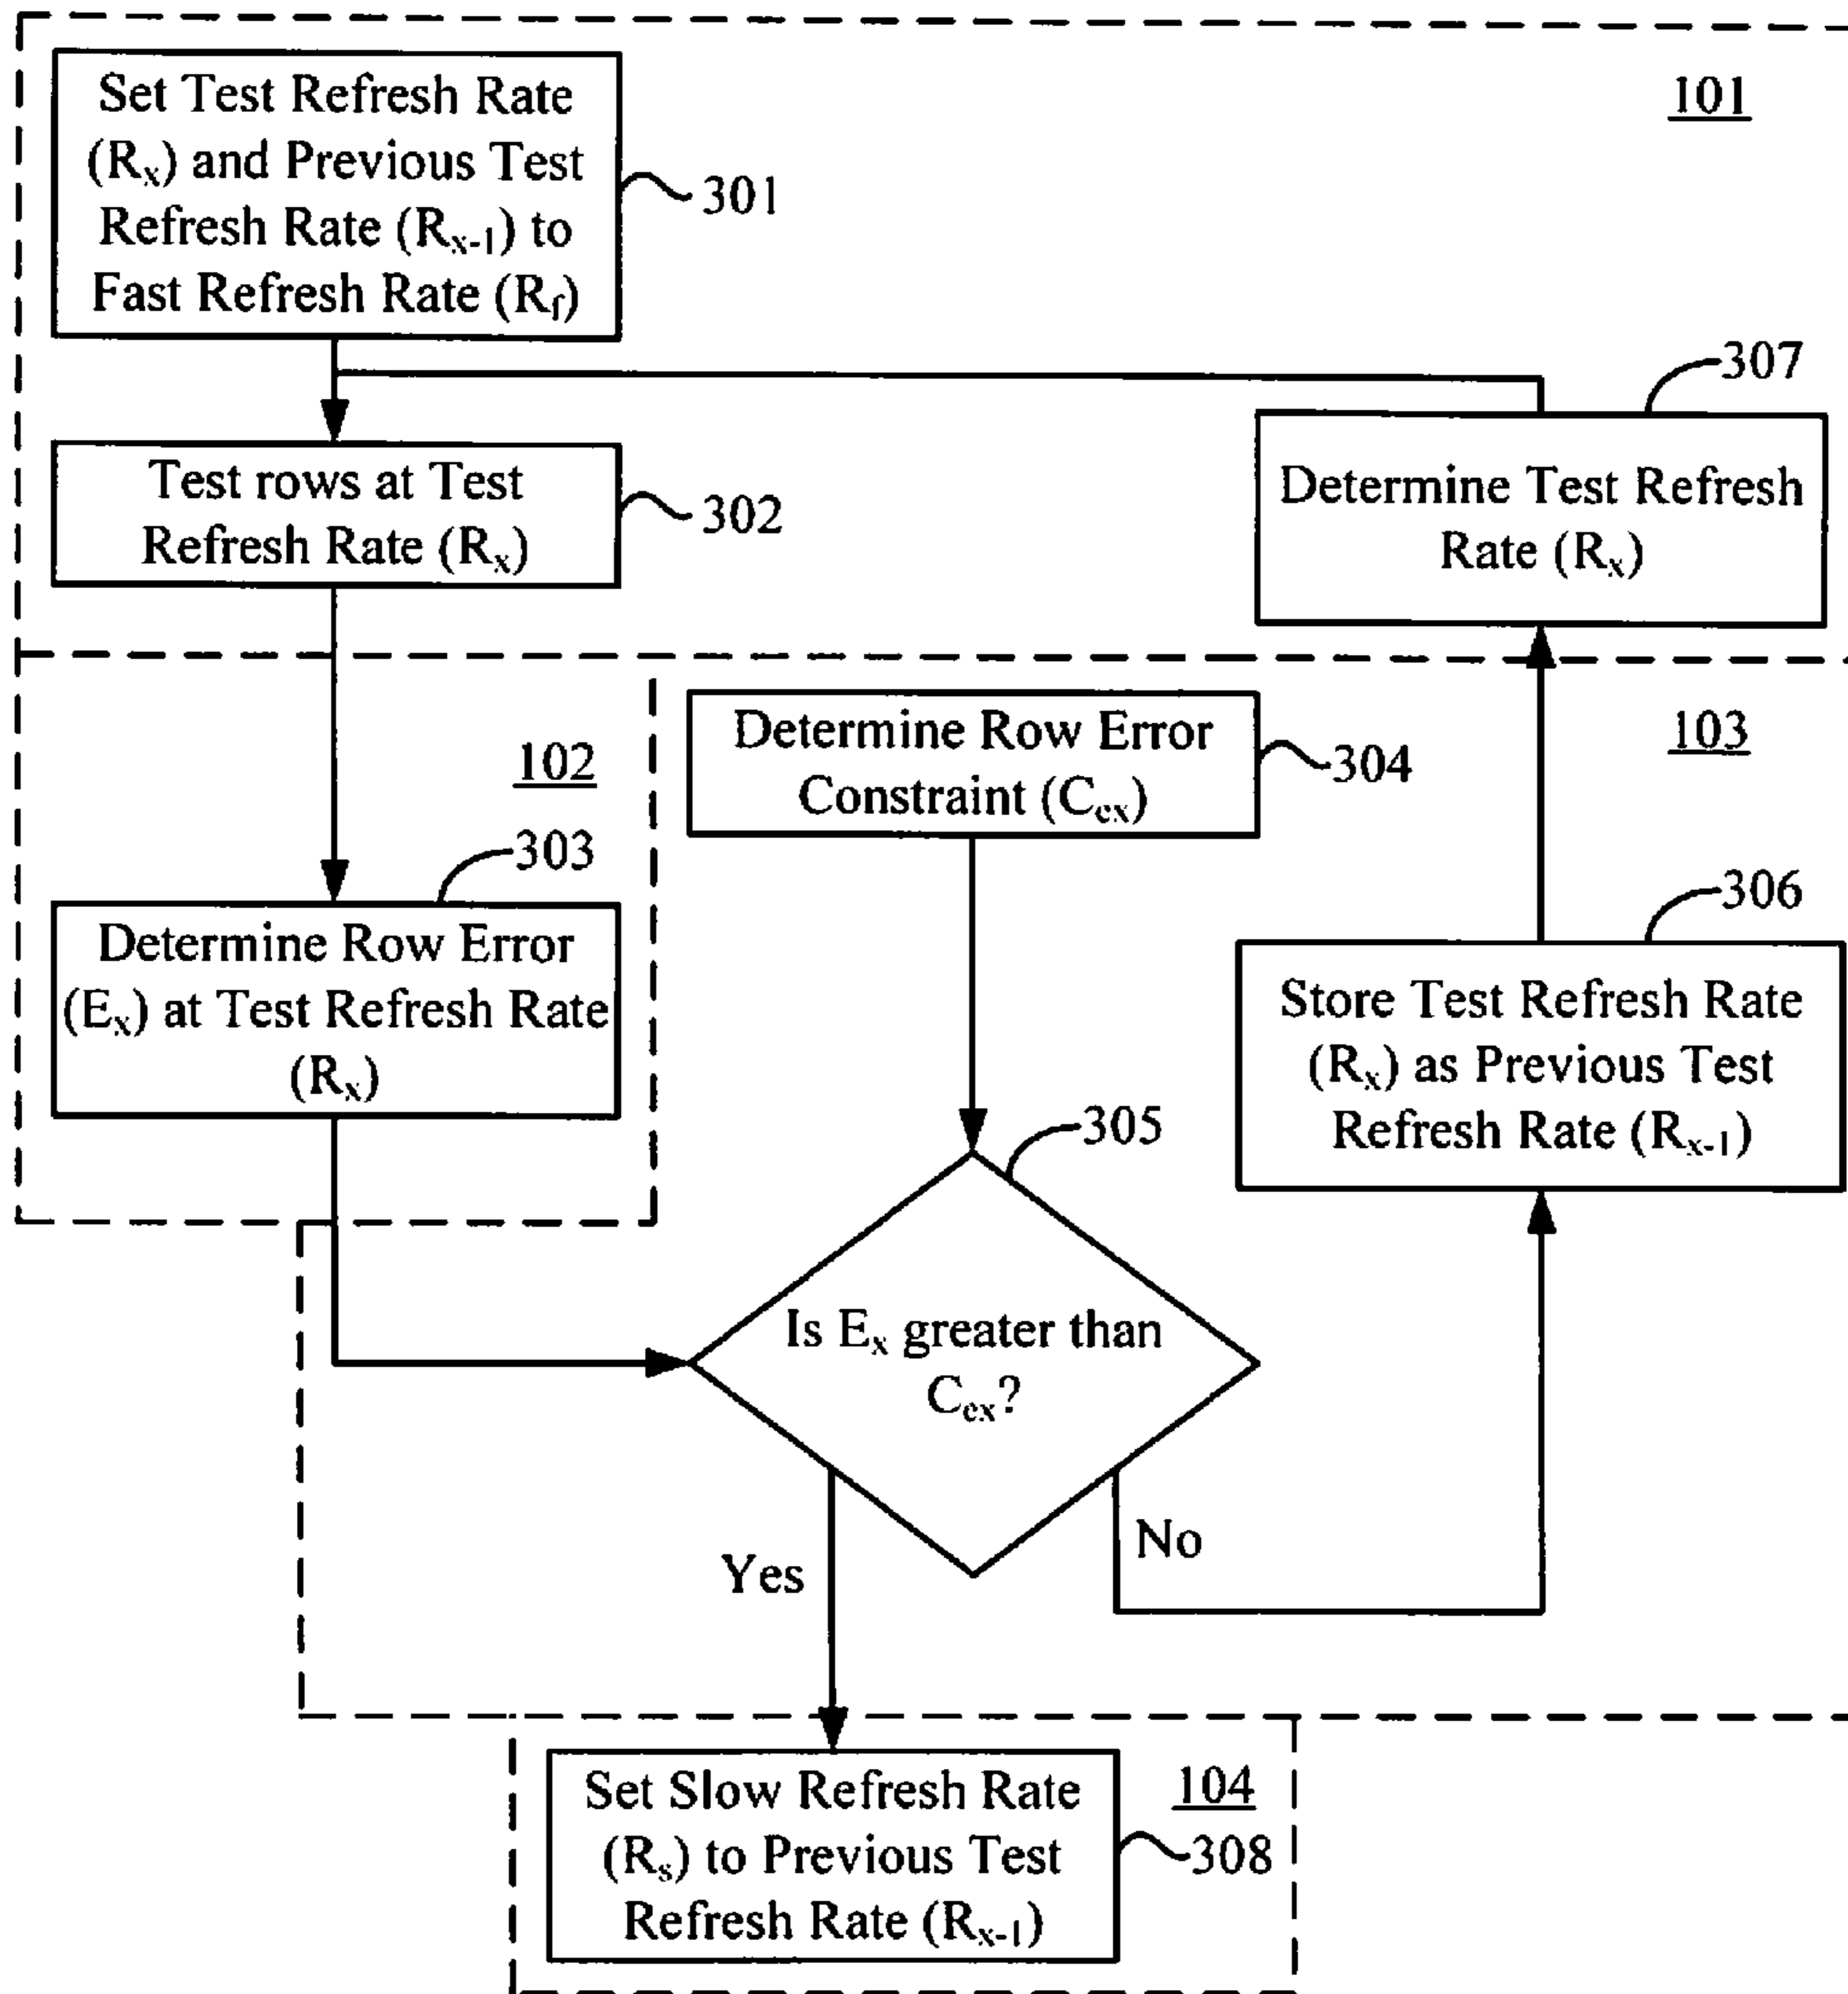 101
Set Test Refresh Rate
(Rx) and Previous Test
Refresh Rate (Rx-1) to
Fast Refresh Rate (Rf)
301
307
Test rows at Test
Refresh Rate (Rx)
302
Determine Test Refresh
Rate (Rx)
102
Determine Row Error
Constraint (Cex)
304
103
303
Determine Row Error
(Ex) at Test Refresh Rate
(Rx)
306
Store Test Refresh Rate
(Rx) as Previous Test
Refresh Rate (Rx-1)
305
Is Ex greater than
Cex?
Yes
No
Set Slow Refresh Rate
(Rs) to Previous Test
Refresh Rate (Rx-1)
104
308